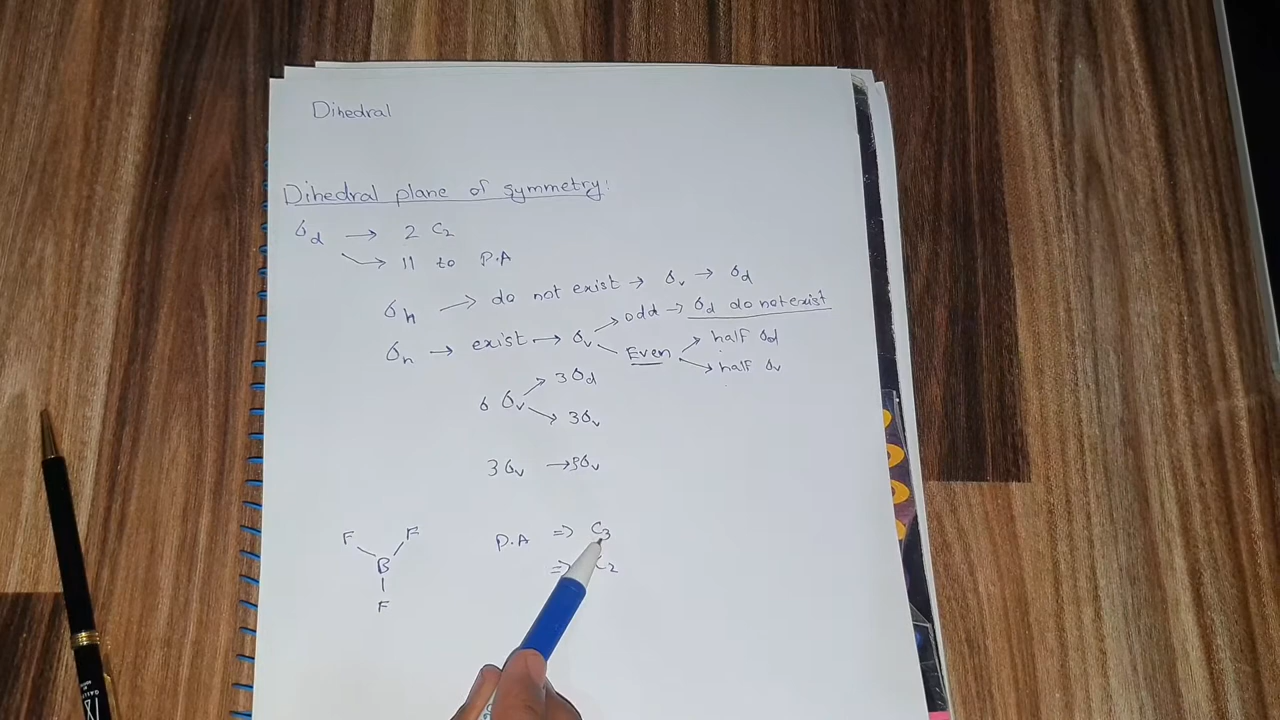 Dihedral
Dihedral plane of symmetry:
σd → 2 C2
→ 11 to P.A
σh → do not exist → σv → σd
σh → exist → σv → odd → σd do not exist
Even → half σd
→ half σv
6 σv → 3σd
→ 3σv
3σv → 3σv
F F
B
F
P.A ⇒ C3
⇒ C2